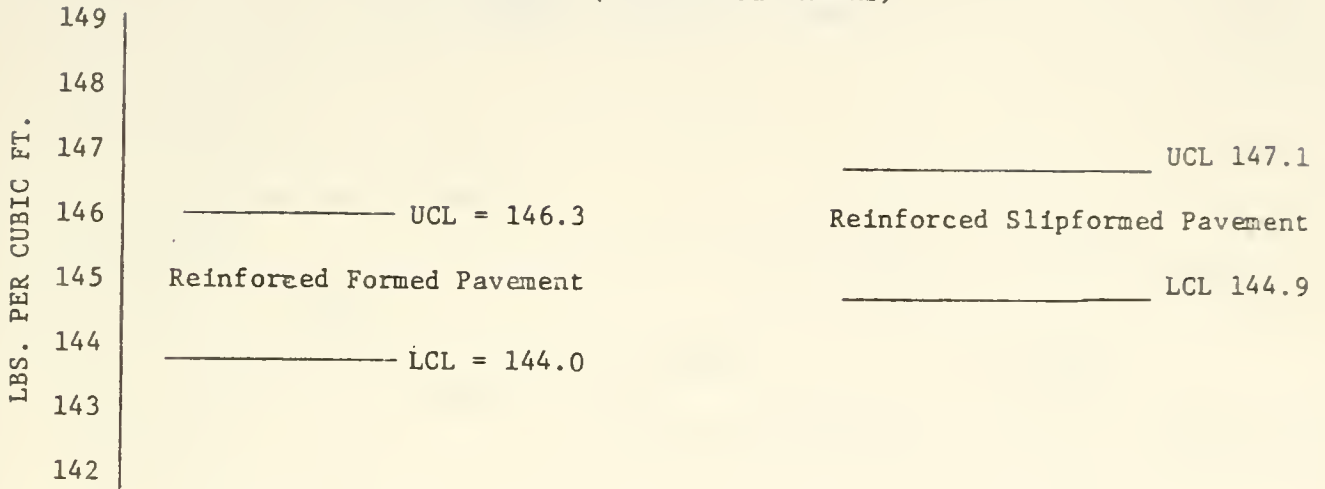 149
148
LBS. PER CUBIC FT.
147
UCL 147.1
146
UCL = 146.3
Reinforced Slipformed Pavement
145
Reinforced Formed Pavement
LCL 144.9
144
LCL = 144.0
143
142